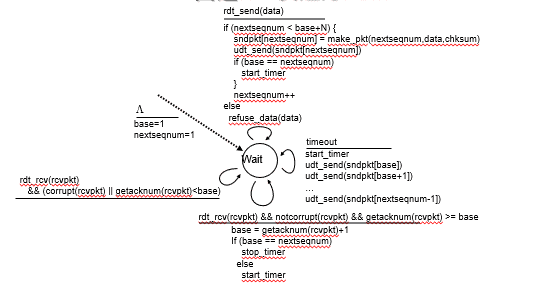 rdt_send(data)
if (nextseqnum < base+N) {
sndpkt[nextseqnum] = make_pkt(nextseqnum,data,chksum)
udt_send(sndpkt[nextseqnum])
if (base == nextseqnum)
start_timer
}
nextseqnum++
else
refuse_data(data)
Λ
base=1
nextseqnum=1
Wait
timeout
start_timer
udt_send(sndpkt[base])
udt_send(sndpkt[base+1])
...
udt_send(sndpkt[nextseqnum-1])
rdt_rcv(rcvpkt)
&& (corrupt(rcvpkt) || getacknum(rcvpkt)<base)
rdt_rcv(rcvpkt) && notcorrupt(rcvpkt) && getacknum(rcvpkt) >= base
base = getacknum(rcvpkt)+1
If (base == nextseqnum)
stop_timer
else
start_timer